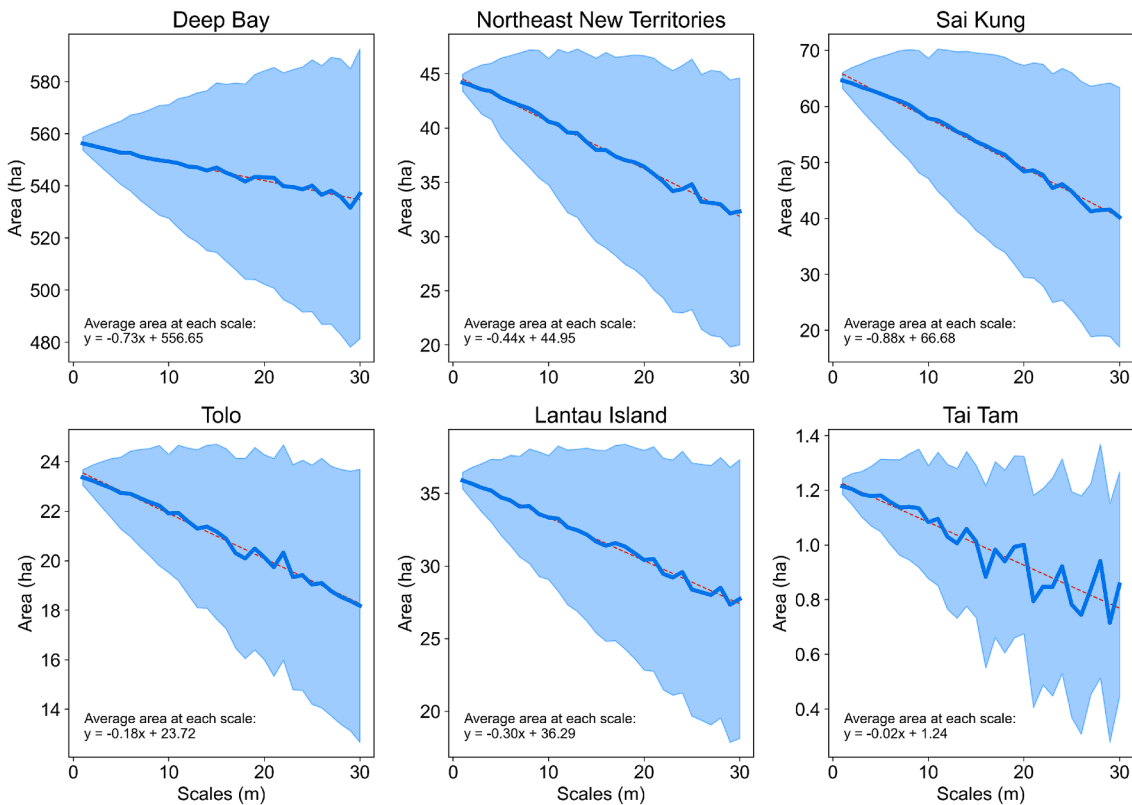 Deep Bay
Northeast New Territories
Sai Kung
Area (ha)
580
560
540
520
500
480
Average area at each scale:
y = -0.73x + 556.65
0
10
20
30
Area (ha)
45
40
35
30
25
20
Average area at each scale:
y = -0.44x + 44.95
0
10
20
30
Area (ha)
70
60
50
40
30
20
Average area at each scale:
y = -0.88x + 66.68
0
10
20
30
Tolo
Lantau Island
Tai Tam
Area (ha)
24
22
20
18
16
14
Average area at each scale:
y = -0.18x + 23.72
0
10
20
30
Scales (m)
Area (ha)
35
30
25
20
Average area at each scale:
y = -0.30x + 36.29
0
10
20
30
Scales (m)
Area (ha)
1.4
1.2
1.0
0.8
0.6
0.4
Average area at each scale:
y = -0.02x + 1.24
0
10
20
30
Scales (m)